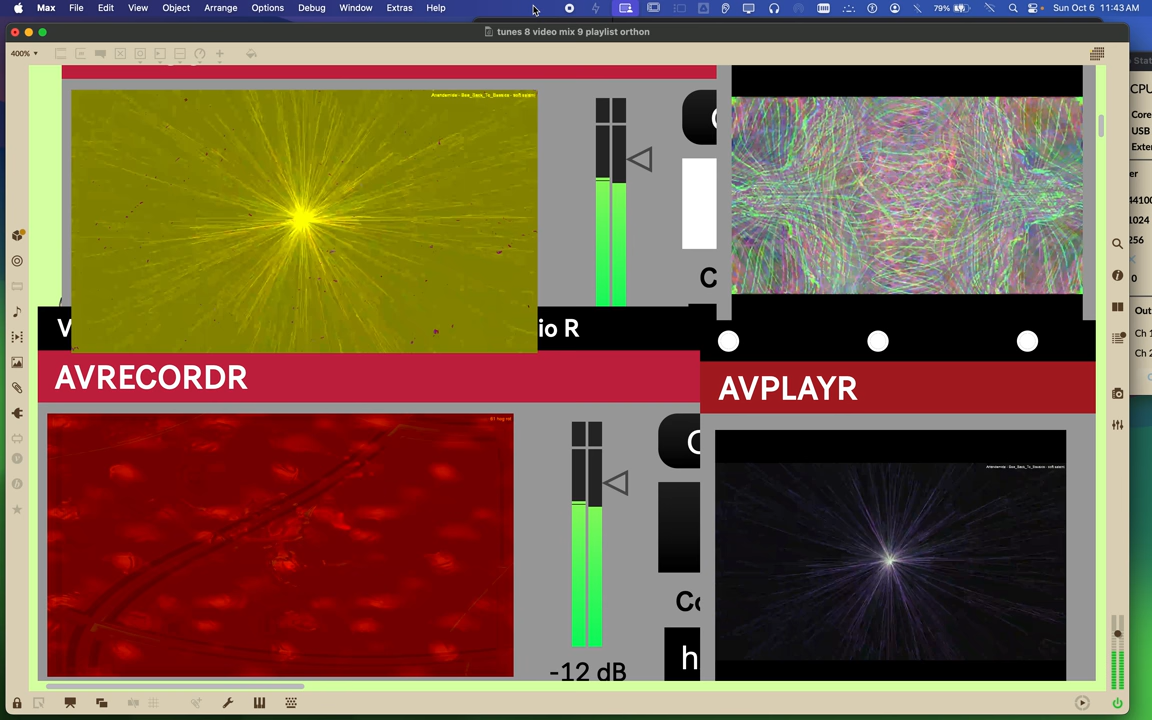 Max File Edit View Object Arrange Options Debug Window Extras Help 79% Sun Oct 6 11:43 AM
tunes 8 video mix 9 playlist orthon
400%
Stat
CPU
Core
USB
Exter
er
44100
1024
256
0
Out
Ch 1
Ch 2
C
V
io R
AVRECORDR
AVPLAYR
-12 dB
Co
h